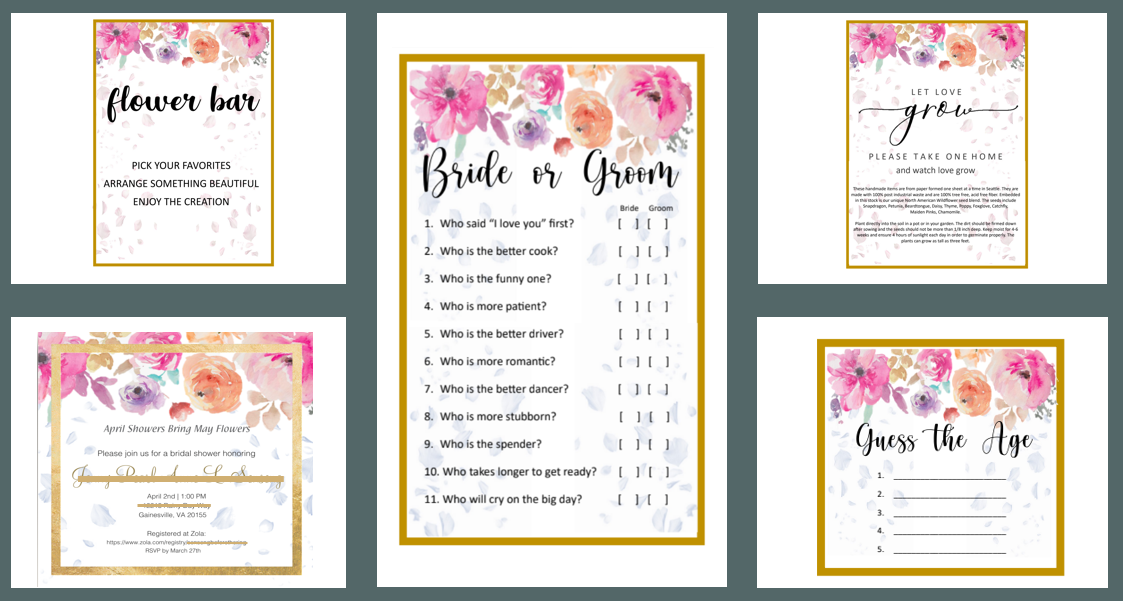 flower bar
PICK YOUR FAVORITES
ARRANGE SOMETHING BEAUTIFUL
ENJOY THE CREATION
April Showers Bring May Flowers
Please join us for a bridal shower honoring
April 2nd | 1:00 PM
Gainesville, VA 20155
Registered at Zola:
https://www.zola.com/registry/
RSVP by March 27th
Bride or Groom
Bride Groom
1. Who said “I love you” first? [ ] [ ]
2. Who is the better cook? [ ] [ ]
3. Who is the funny one? [ ] [ ]
4. Who is more patient? [ ] [ ]
5. Who is the better driver? [ ] [ ]
6. Who is more romantic? [ ] [ ]
7. Who is the better dancer? [ ] [ ]
8. Who is more stubborn? [ ] [ ]
9. Who is the spender? [ ] [ ]
10. Who takes longer to get ready? [ ] [ ]
11. Who will cry on the big day? [ ] [ ]
LET LOVE
grow
PLEASE TAKE ONE HOME
and watch love grow
These handmade items are from paper formed one sheet at a time in Seattle. They are
made with 100% post industrial waste and are 100% tree free, acid free fiber. Embedded
in this stock is our unique North American Wildflower seed blend. The seeds include
Snapdragon, Petunia, Beardtongue, Daisy, Thyme, Poppy, Foxglove, Catchfly,
Maiden Pinks, Chamomile.
Plant directly into the soil in a pot or in your garden. The dirt should be firmed down
after sowing and the seeds should not be more than 1/8 inch deep. Keep moist for 4-6
weeks and ensure 4 hours of sunlight each day in order to germinate properly. The
plants can grow as tall as three feet.
Guess the Age
1.
2.
3.
4.
5.